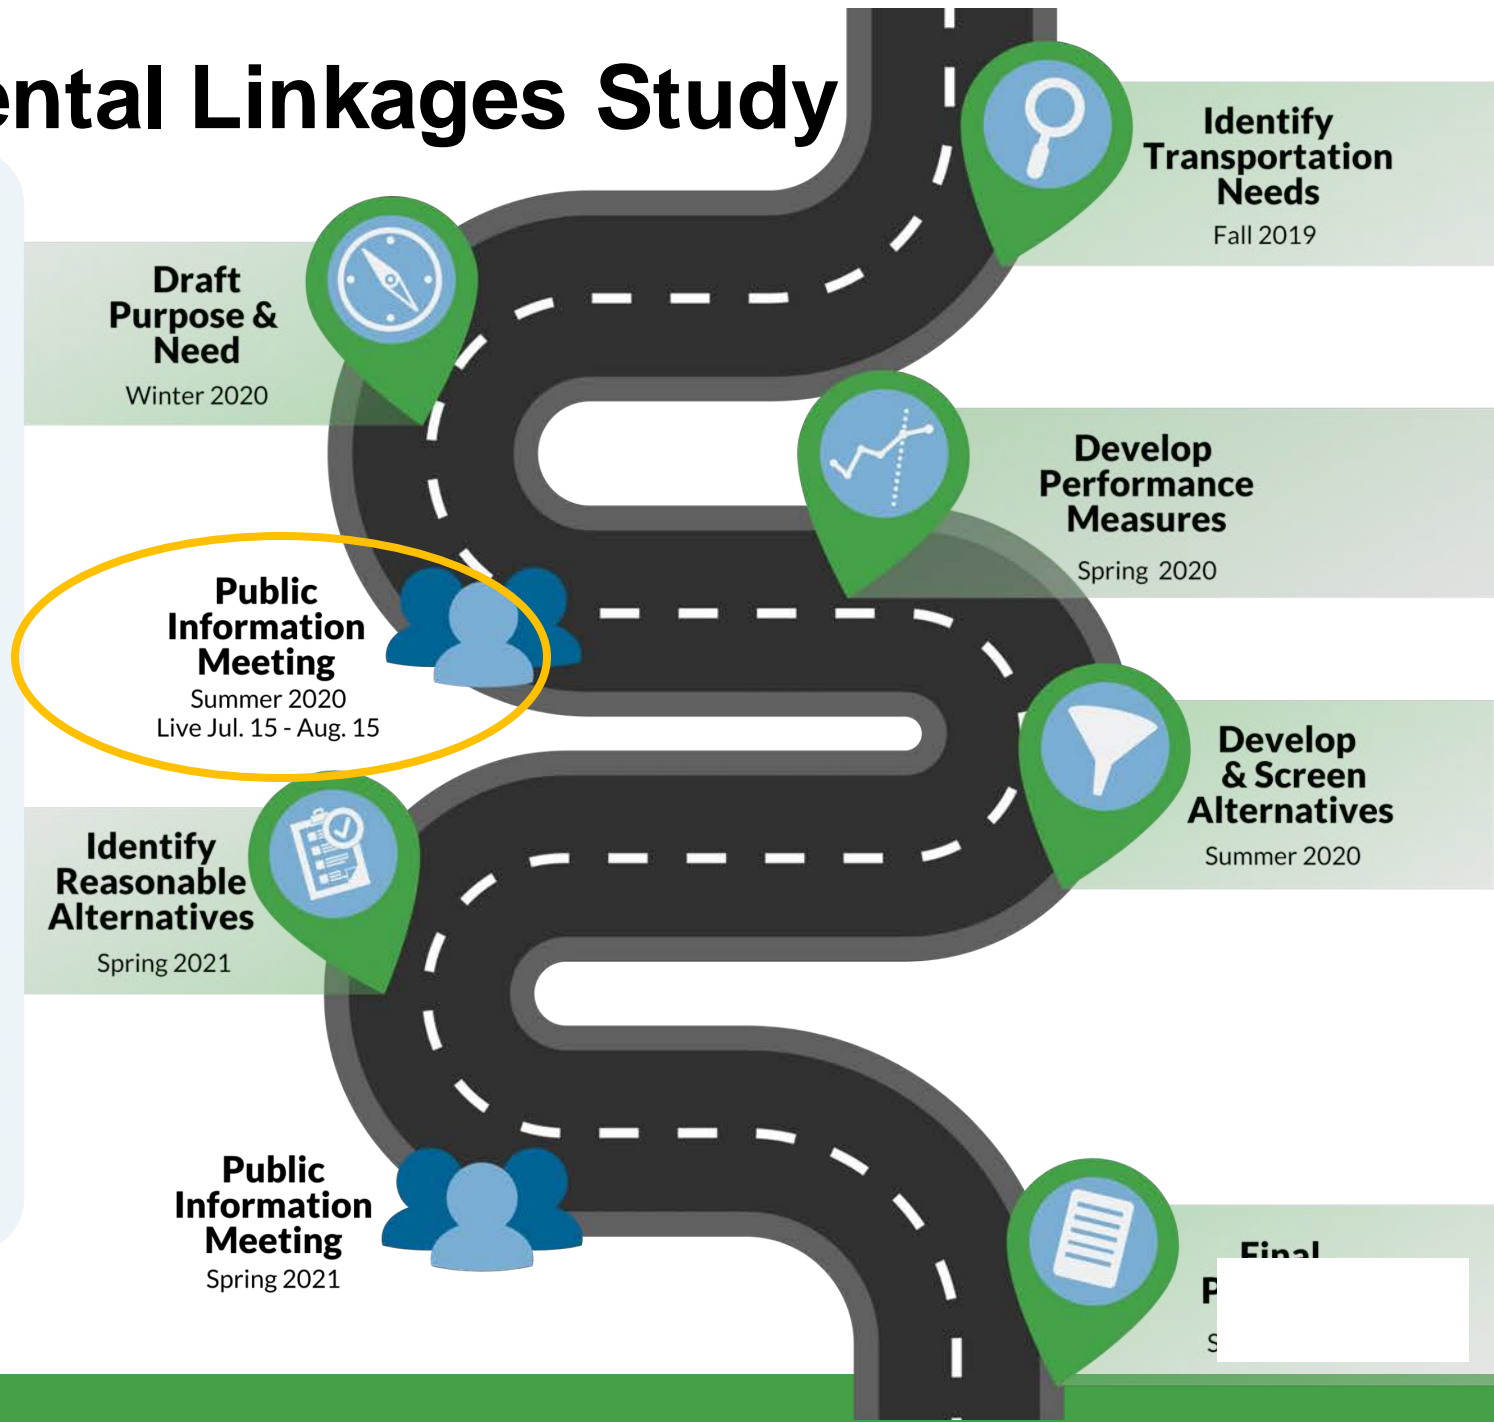 Linkages Study
Identify
Transportation
Needs
Fall 2019
Draft
Purpose &
Need
Winter 2020
Develop
Performance
Measures
Spring 2020
Public
Information
Meeting
Summer 2020
Live Jul. 15 - Aug. 15
Develop
& Screen
Alternatives
Summer 2020
Identify
Reasonable
Alternatives
Spring 2021
Public
Information
Meeting
Spring 2021
Final